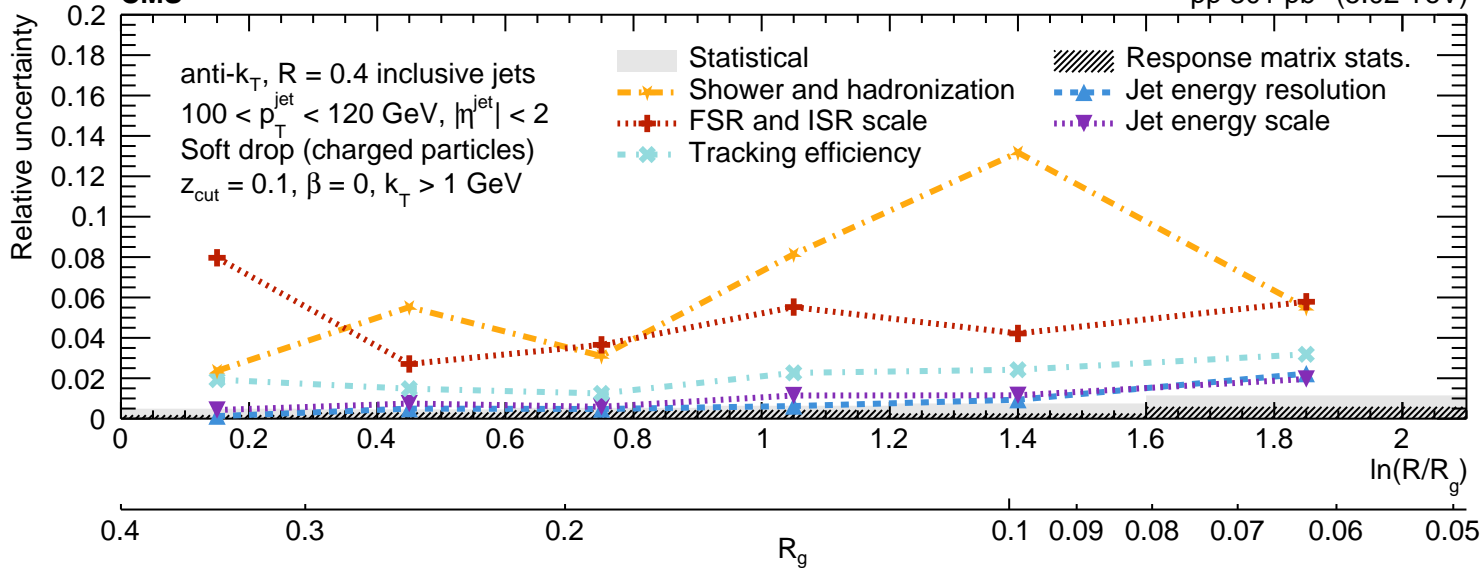 0.2
0.18
0.16
0.14
0.12
0.1
0.08
0.06
0.04
0.02
0
Relative uncertainty
anti-k_T, R = 0.4 inclusive jets
100 < p_T^jet < 120 GeV, |η^jet| < 2
Soft drop (charged particles)
z_cut = 0.1, β = 0, k_T > 1 GeV
Statistical
Shower and hadronization
FSR and ISR scale
Tracking efficiency
Response matrix stats.
Jet energy resolution
Jet energy scale
0 0.2 0.4 0.6 0.8 1 1.2 1.4 1.6 1.8 2
ln(R/R_g)
0.4 0.3 0.2 0.1 0.09 0.08 0.07 0.06 0.05
R_g